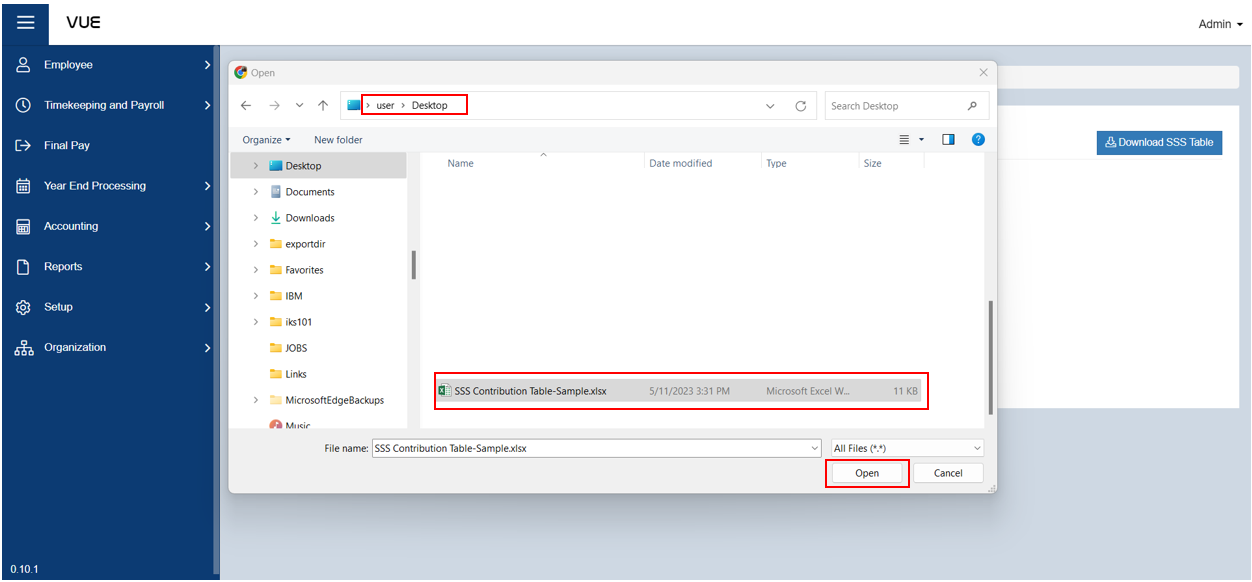 VUE
Admin
Employee
Timekeeping and Payroll
Final Pay
Year End Processing
Accounting
Reports
Setup
Organization
0.10.1
Open
user > Desktop
Search Desktop
Organize
New folder
?
Desktop
Documents
Downloads
exportdir
Favorites
IBM
iks101
JOBS
Links
MicrosoftEdgeBackups
Music
Name Date modified Type Size
SSS Contribution Table-Sample.xlsx 5/11/2023 3:31 PM Microsoft Excel W... 11 KB
File name: SSS Contribution Table-Sample.xlsx All Files (*.*)
Open Cancel
Download SSS Table